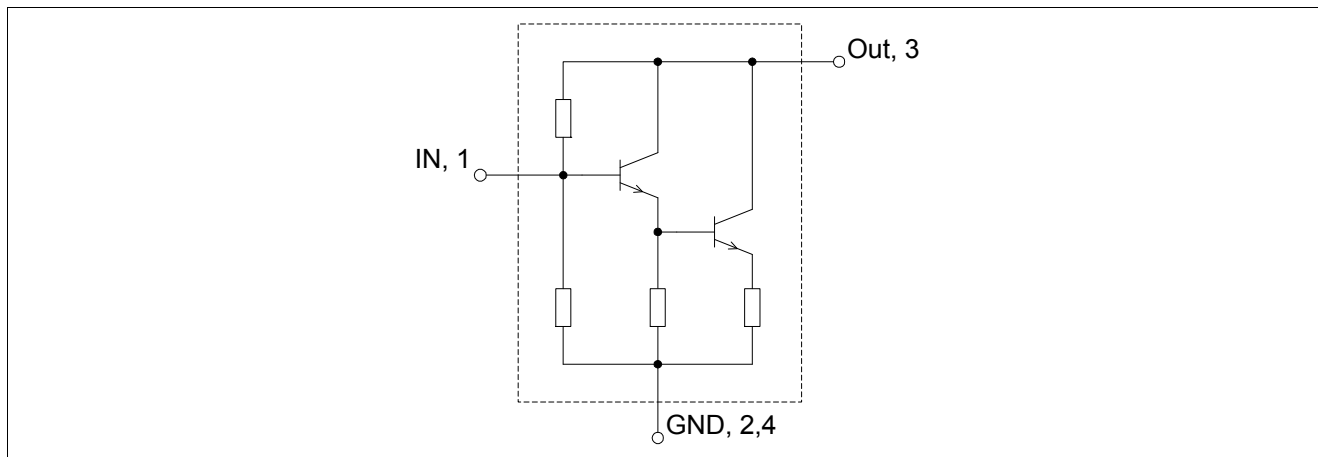 Out, 3
IN, 1
GND, 2,4